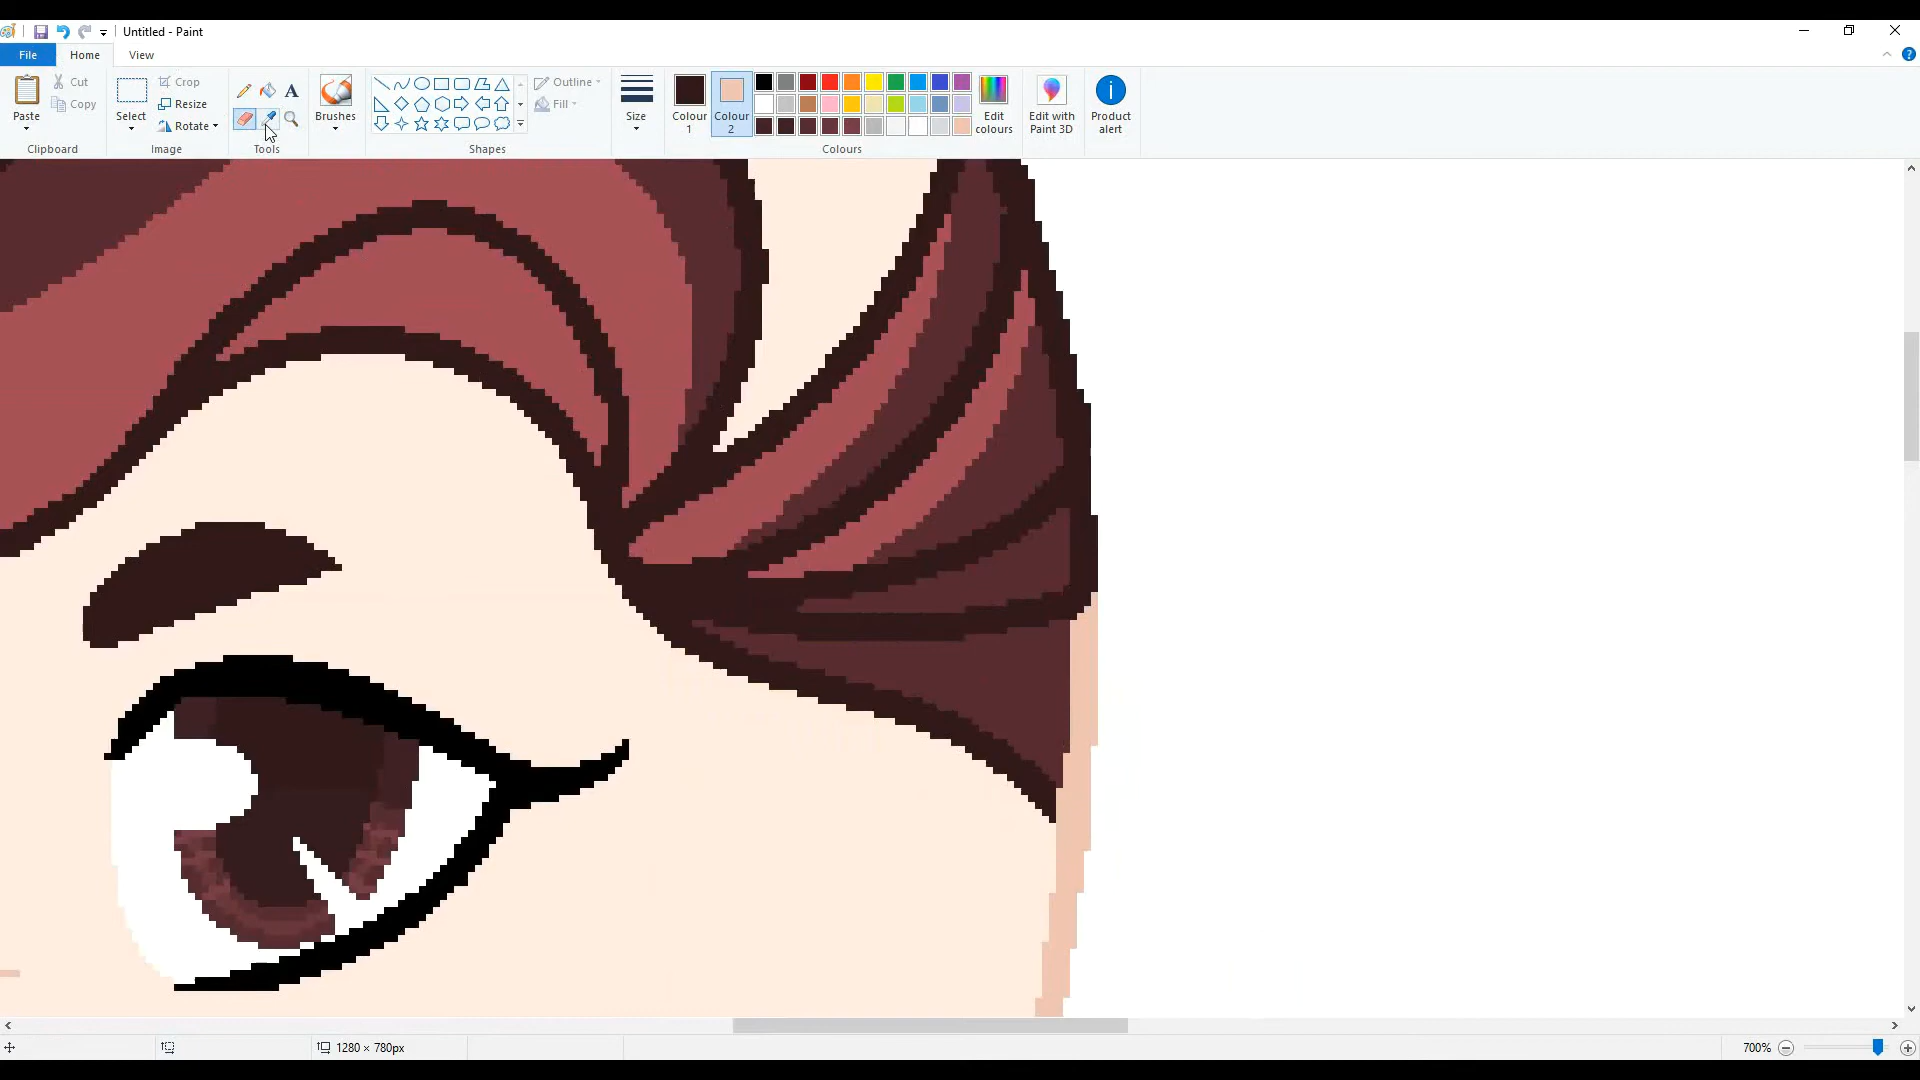 Untitled - Paint
File Home View
Paste
Cut
Copy
Clipboard
Select
Crop
Resize
Rotate
Image
A
Tools
Brushes
Outline
Fill
Shapes
Size
Colour
1
Colour
2
Edit
colours
Colours
Edit with
Paint 3D
Product
alert
1280 × 780px
700%